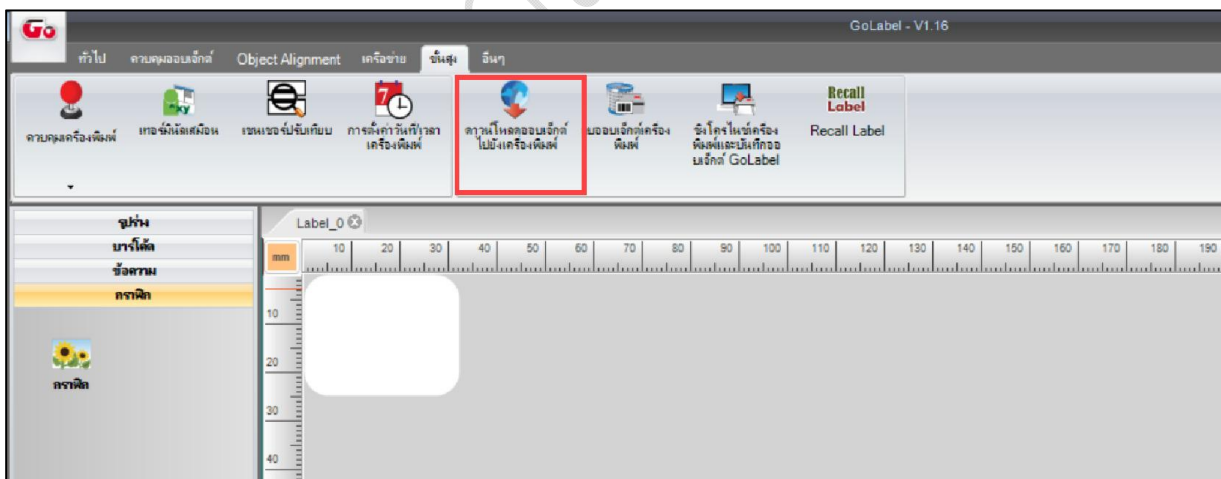 Go
GoLabel - V1.16
ทั่วไป ควบคุมออบเจ็กต์ Object Alignment เครือข่าย ขั้นสูง อื่นๆ
7
Recall
Label
ควบคุมเครื่องพิมพ์ เทอร์มินัลเสมือน เซนเซอร์ปรับเทียบ การตั้งค่าวันที่/เวลา ดาวน์โหลดออบเจ็กต์ บออบเจ็กต์เครื่อง ซิงโครไนซ์เครื่อง Recall Label
เครื่องพิมพ์ ไปยังเครื่องพิมพ์ พิมพ์ พิมพ์และบันทึกออ
บเจ็กต์ GoLabel
รูปร่าง
Label_0
บาร์โค้ด
mm 10 20 30 40 50 60 70 80 90 100 110 120 130 140 150 160 170 180 190
ข้อความ
กราฟิก
10
20
กราฟิก
30
40